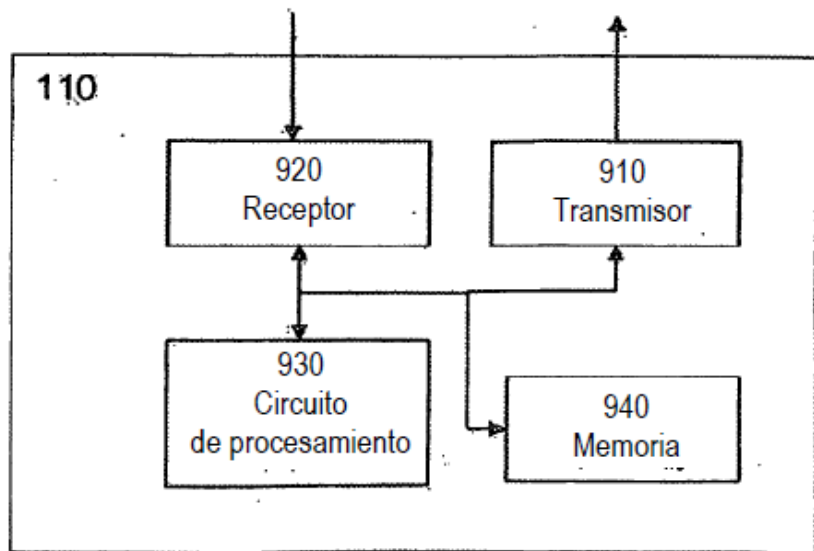 110
920
Receptor
910
Transmisor
930
Circuito
de procesamiento
940
Memoria